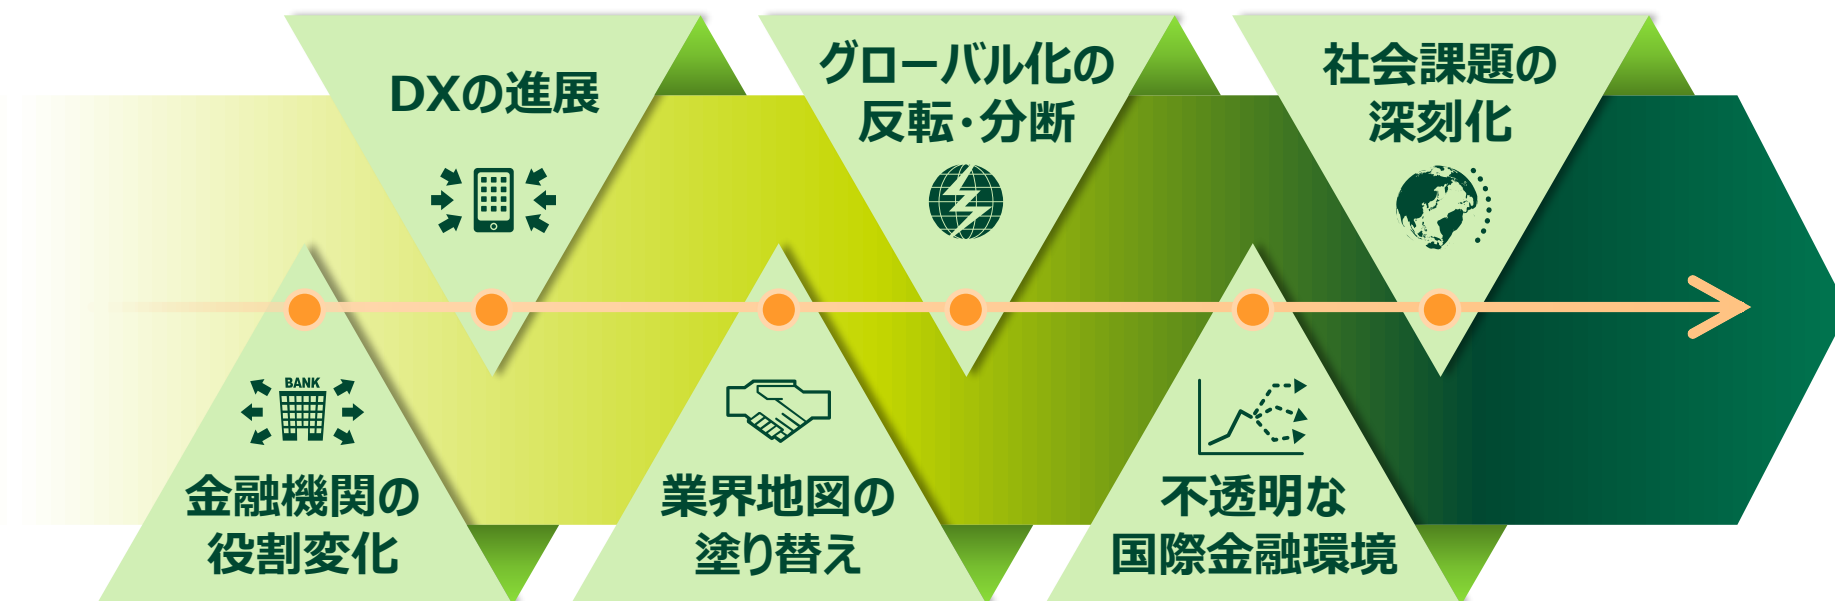 DXの進展
グローバル化の
反転・分断
社会課題の
深刻化
BANK
金融機関の
役割変化
業界地図の
塗り替え
不透明な
国際金融環境